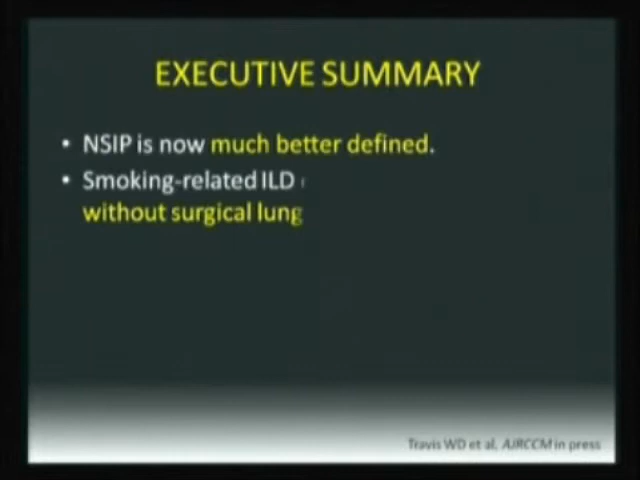 EXECUTIVE SUMMARY
• NSIP is now much better defined.
• Smoking-related ILD
without surgical lung
Travis WD et al. AJRCCM in press